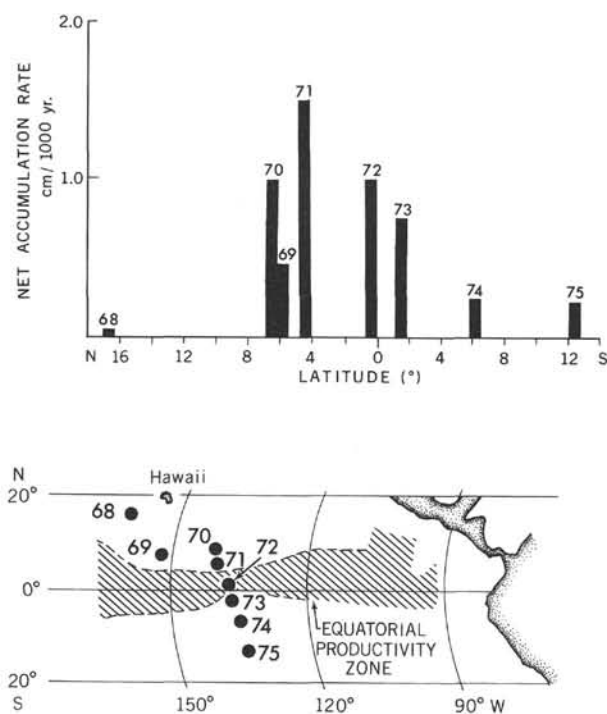 NET ACCUMULATION RATE
cm/1000 yr.
2.0
1.0
68
70
69
71
72
73
74
75
N 16 12 8 4 0 4 8 12 S
LATITUDE (°)
N
20°
0°
20°
S
Hawaii
68
69
70
71
72
73
74
75
EQUATORIAL
PRODUCTIVITY
ZONE
150° 120° 90° W